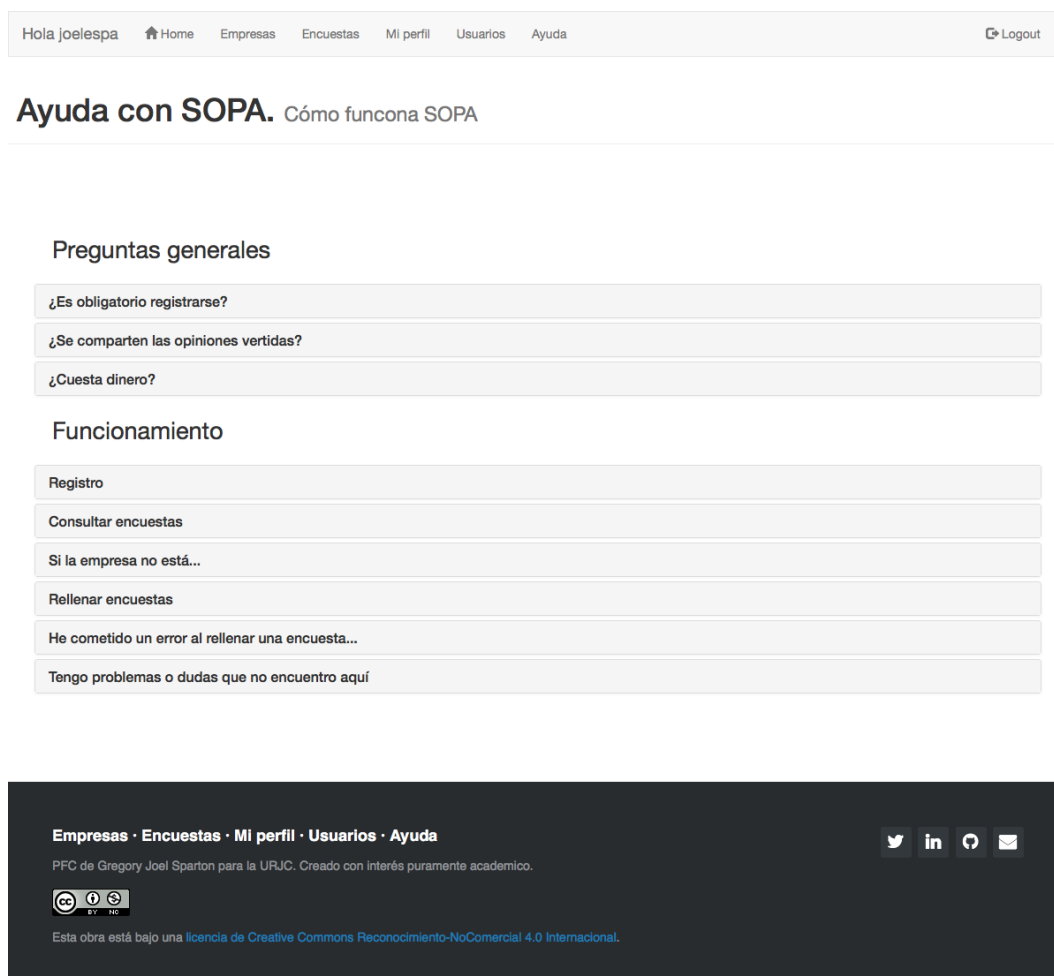 Hola joelespa Home Empresas Encuestas Mi perfil Usuarios Ayuda Logout
Ayuda con SOPA. Cómo funcona SOPA
Preguntas generales
¿Es obligatorio registrarse?
¿Se comparten las opiniones vertidas?
¿Cuesta dinero?
Funcionamiento
Registro
Consultar encuestas
Si la empresa no está...
Rellenar encuestas
He cometido un error al rellenar una encuesta...
Tengo problemas o dudas que no encuentro aquí
Empresas · Encuestas · Mi perfil · Usuarios · Ayuda
PFC de Gregory Joel Sparton para la URJC. Creado con interés puramente academico.
cc
BY NC
Esta obra está bajo una licencia de Creative Commons Reconocimiento-NoComercial 4.0 Internacional.